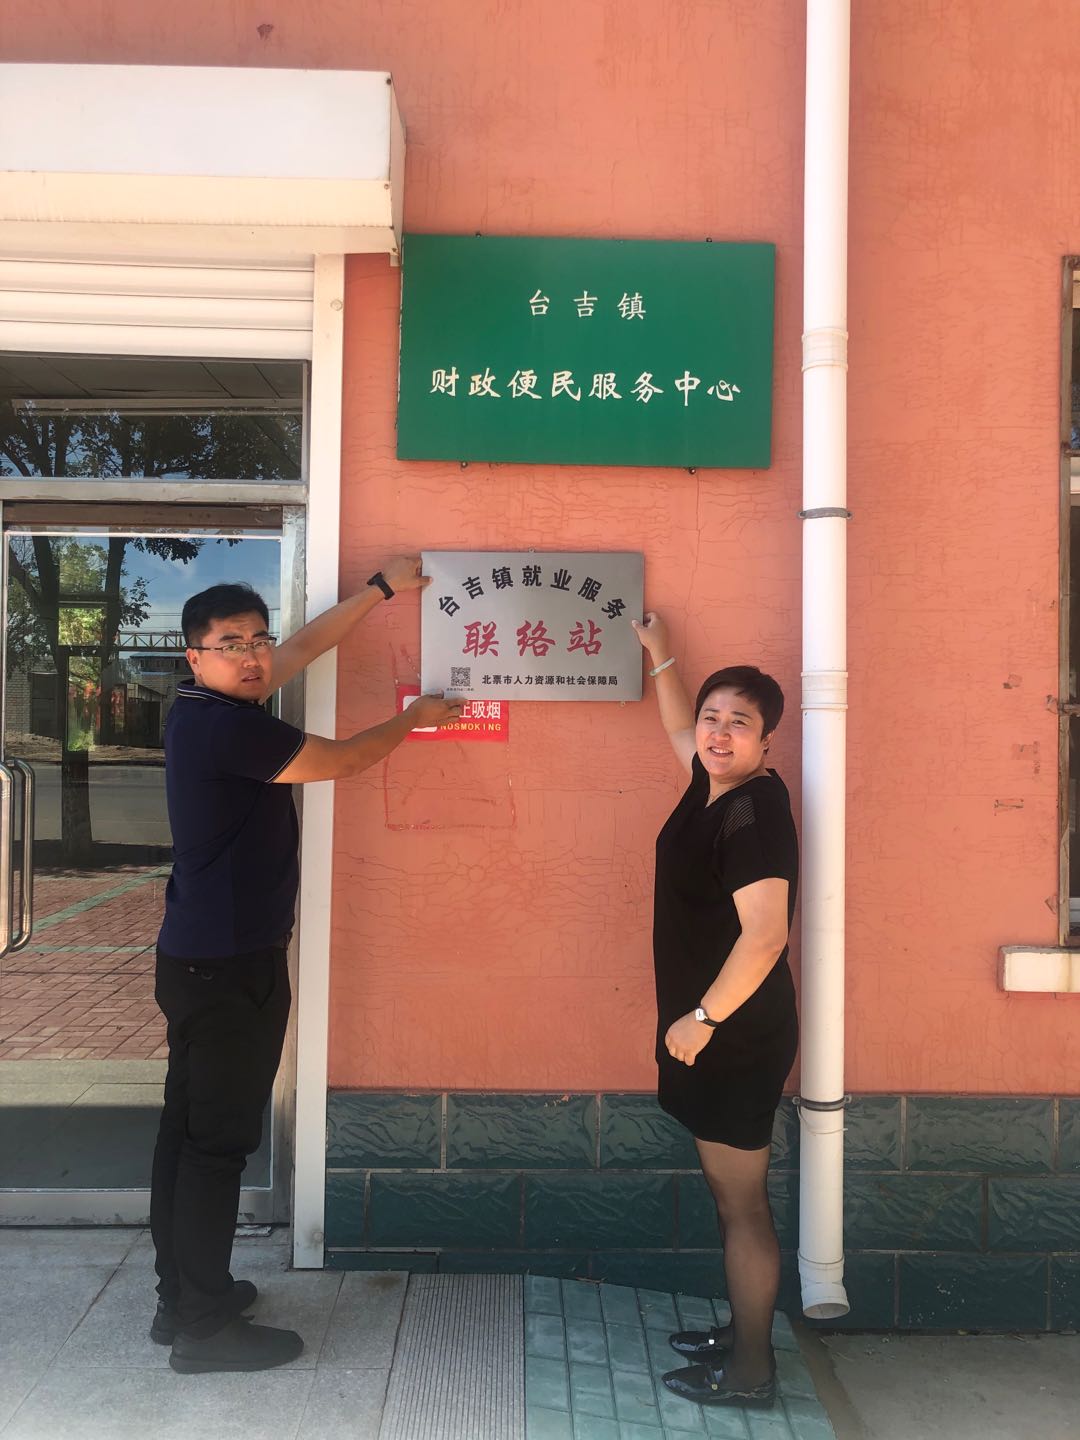 台吉镇
财政便民服务中心
台吉镇就业服务
联络站
北票市人力资源和社会保障局
止吸烟
NOSMOKING